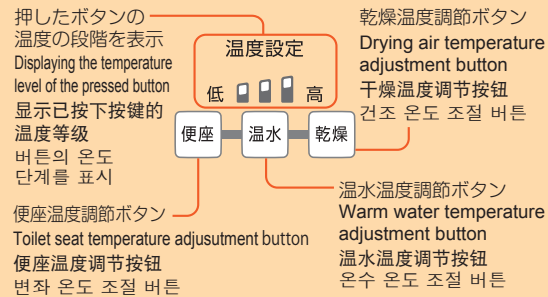 押したボタンの
温度の段階を表示
Displaying the temperature
level of the pressed button
显示已按下按键的
温度等级
버튼의 온도
단계를 표시
温度設定
低 高
便座 温水 乾燥
乾燥温度調節ボタン
Drying air temperature
adjustment button
干燥温度调节按钮
건조 온도 조절 버튼
便座温度調節ボタン
Toilet seat temperature adjusutment button
便座温度调节按钮
변좌 온도 조절 버튼
温水温度調節ボタン
Warm water temperature
adjustment button
温水温度调节按钮
온수 온도 조절 버튼